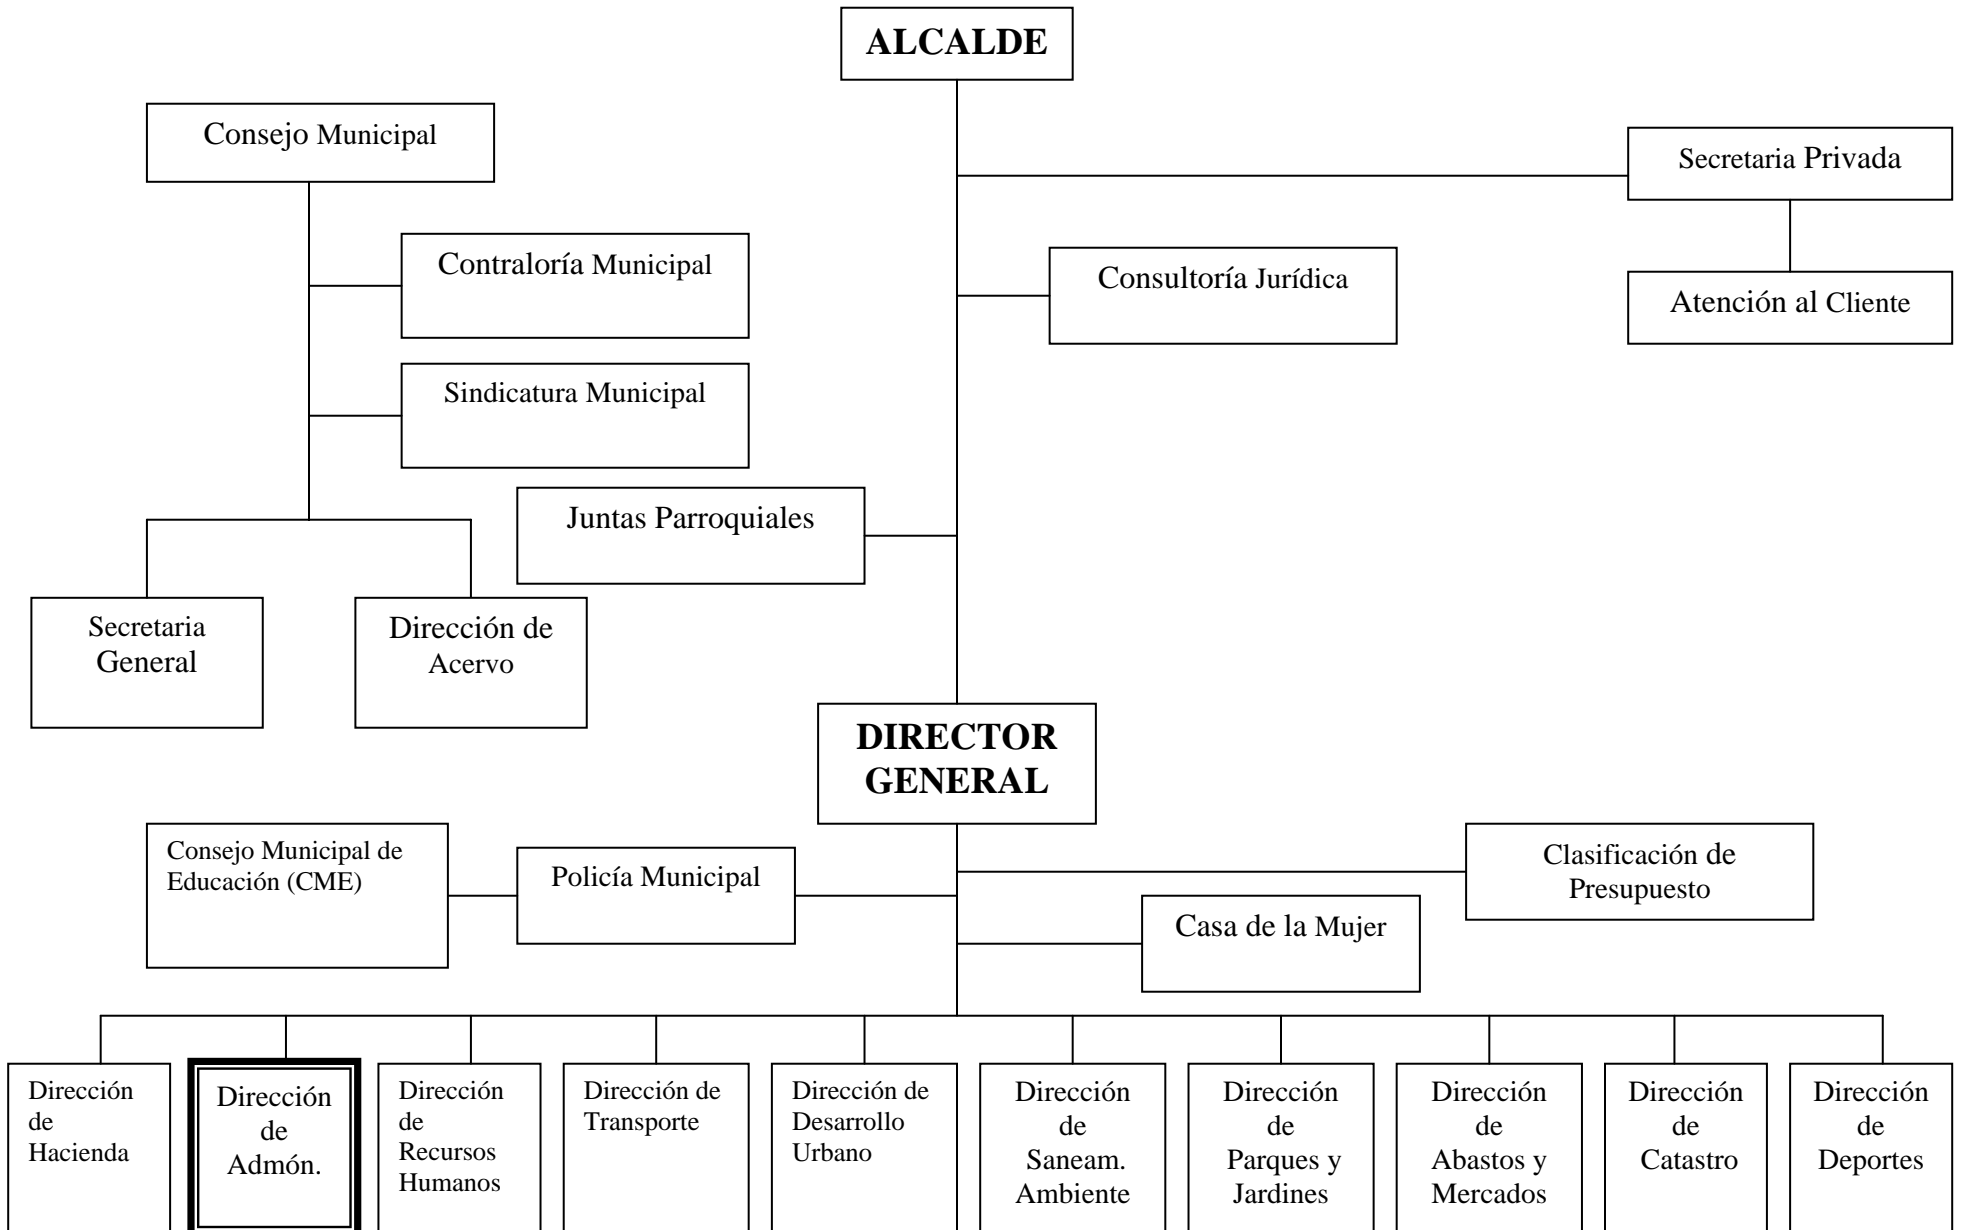 ALCALDE
Consejo Municipal
Secretaria Privada
Contraloría Municipal
Consultoría Jurídica
Atención al Cliente
Sindicatura Municipal
Juntas Parroquiales
Secretaria
General
Dirección de
Acervo
DIRECTOR
GENERAL
Consejo Municipal de
Educación (CME)
Policía Municipal
Clasificación de
Presupuesto
Casa de la Mujer
Dirección
de
Hacienda
Dirección
de
Admón.
Dirección
de
Recursos
Humanos
Dirección de
Transporte
Dirección de
Desarrollo
Urbano
Dirección
de
Saneam.
Ambiente
Dirección
de
Parques y
Jardines
Dirección
de
Abastos y
Mercados
Dirección
de
Catastro
Dirección
de
Deportes